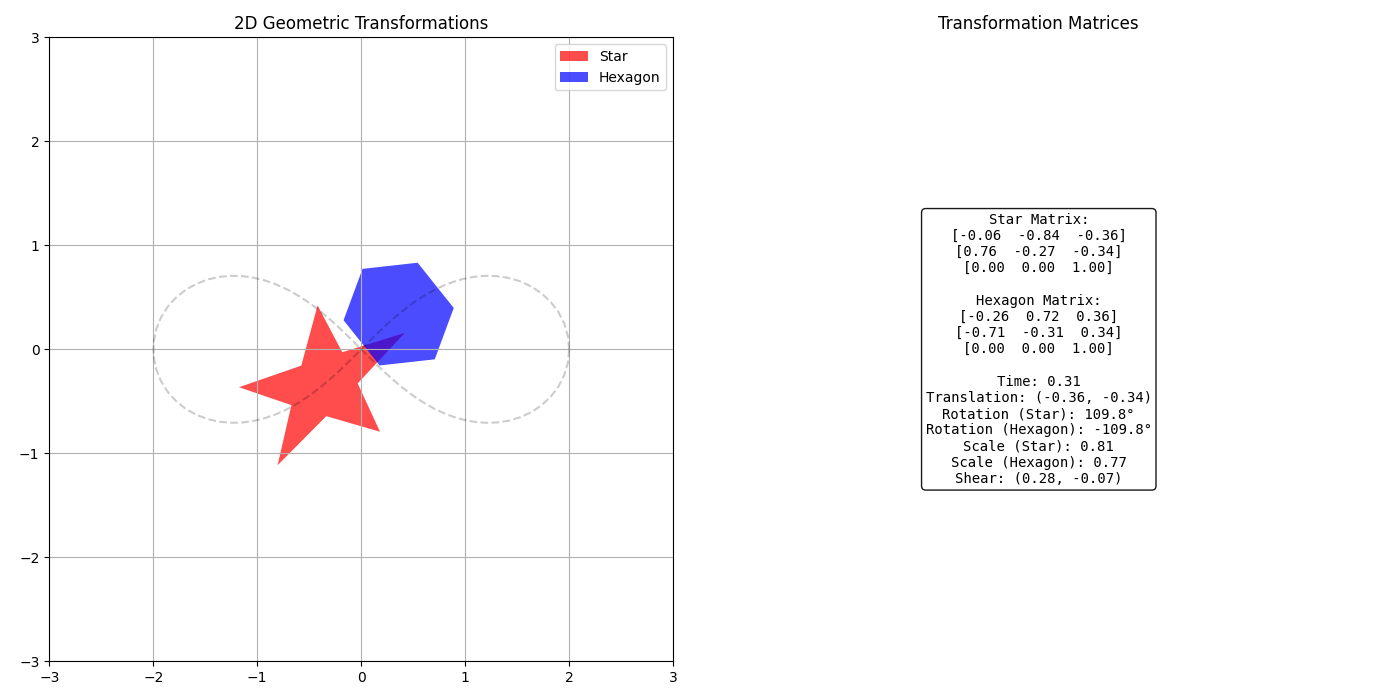 2D Geometric Transformations
3
2
1
0
−1
−2
−3
−3
−2
−1
0
1
2
3
Star
Hexagon
Transformation Matrices
Star Matrix:
[-0.06  -0.84  -0.36]
[0.76  -0.27  -0.34]
[0.00  0.00  1.00]
Hexagon Matrix:
[-0.26  0.72  0.36]
[-0.71  -0.31  0.34]
[0.00  0.00  1.00]
Time: 0.31
Translation: (-0.36, -0.34)
Rotation (Star): 109.8°
Rotation (Hexagon): -109.8°
Scale (Star): 0.81
Scale (Hexagon): 0.77
Shear: (0.28, -0.07)